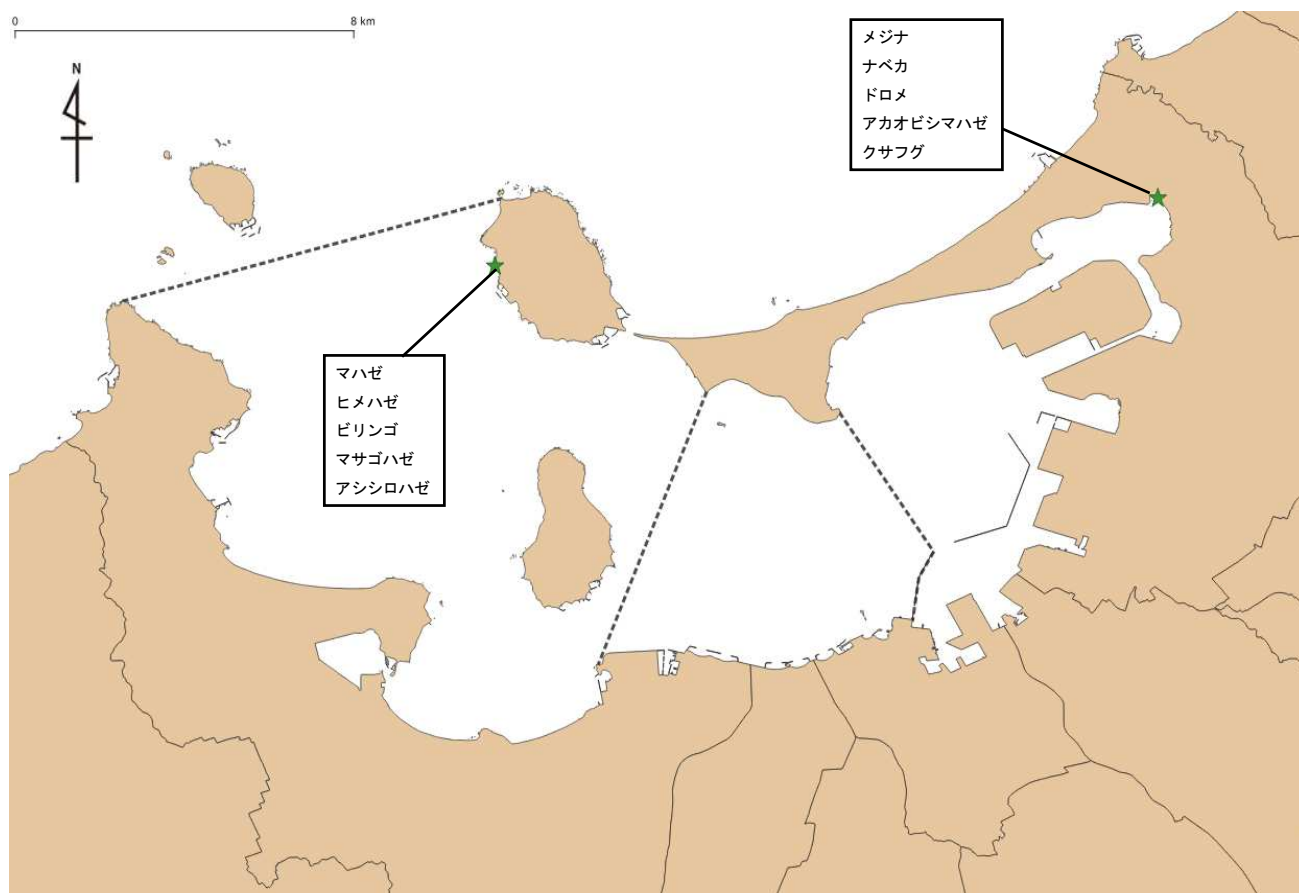 0 8 km
N
メジナ
ナベカ
ドロメ
アカオビシマハゼ
クサフグ
マハゼ
ヒメハゼ
ビリンゴ
マサゴハゼ
アシシロハゼ